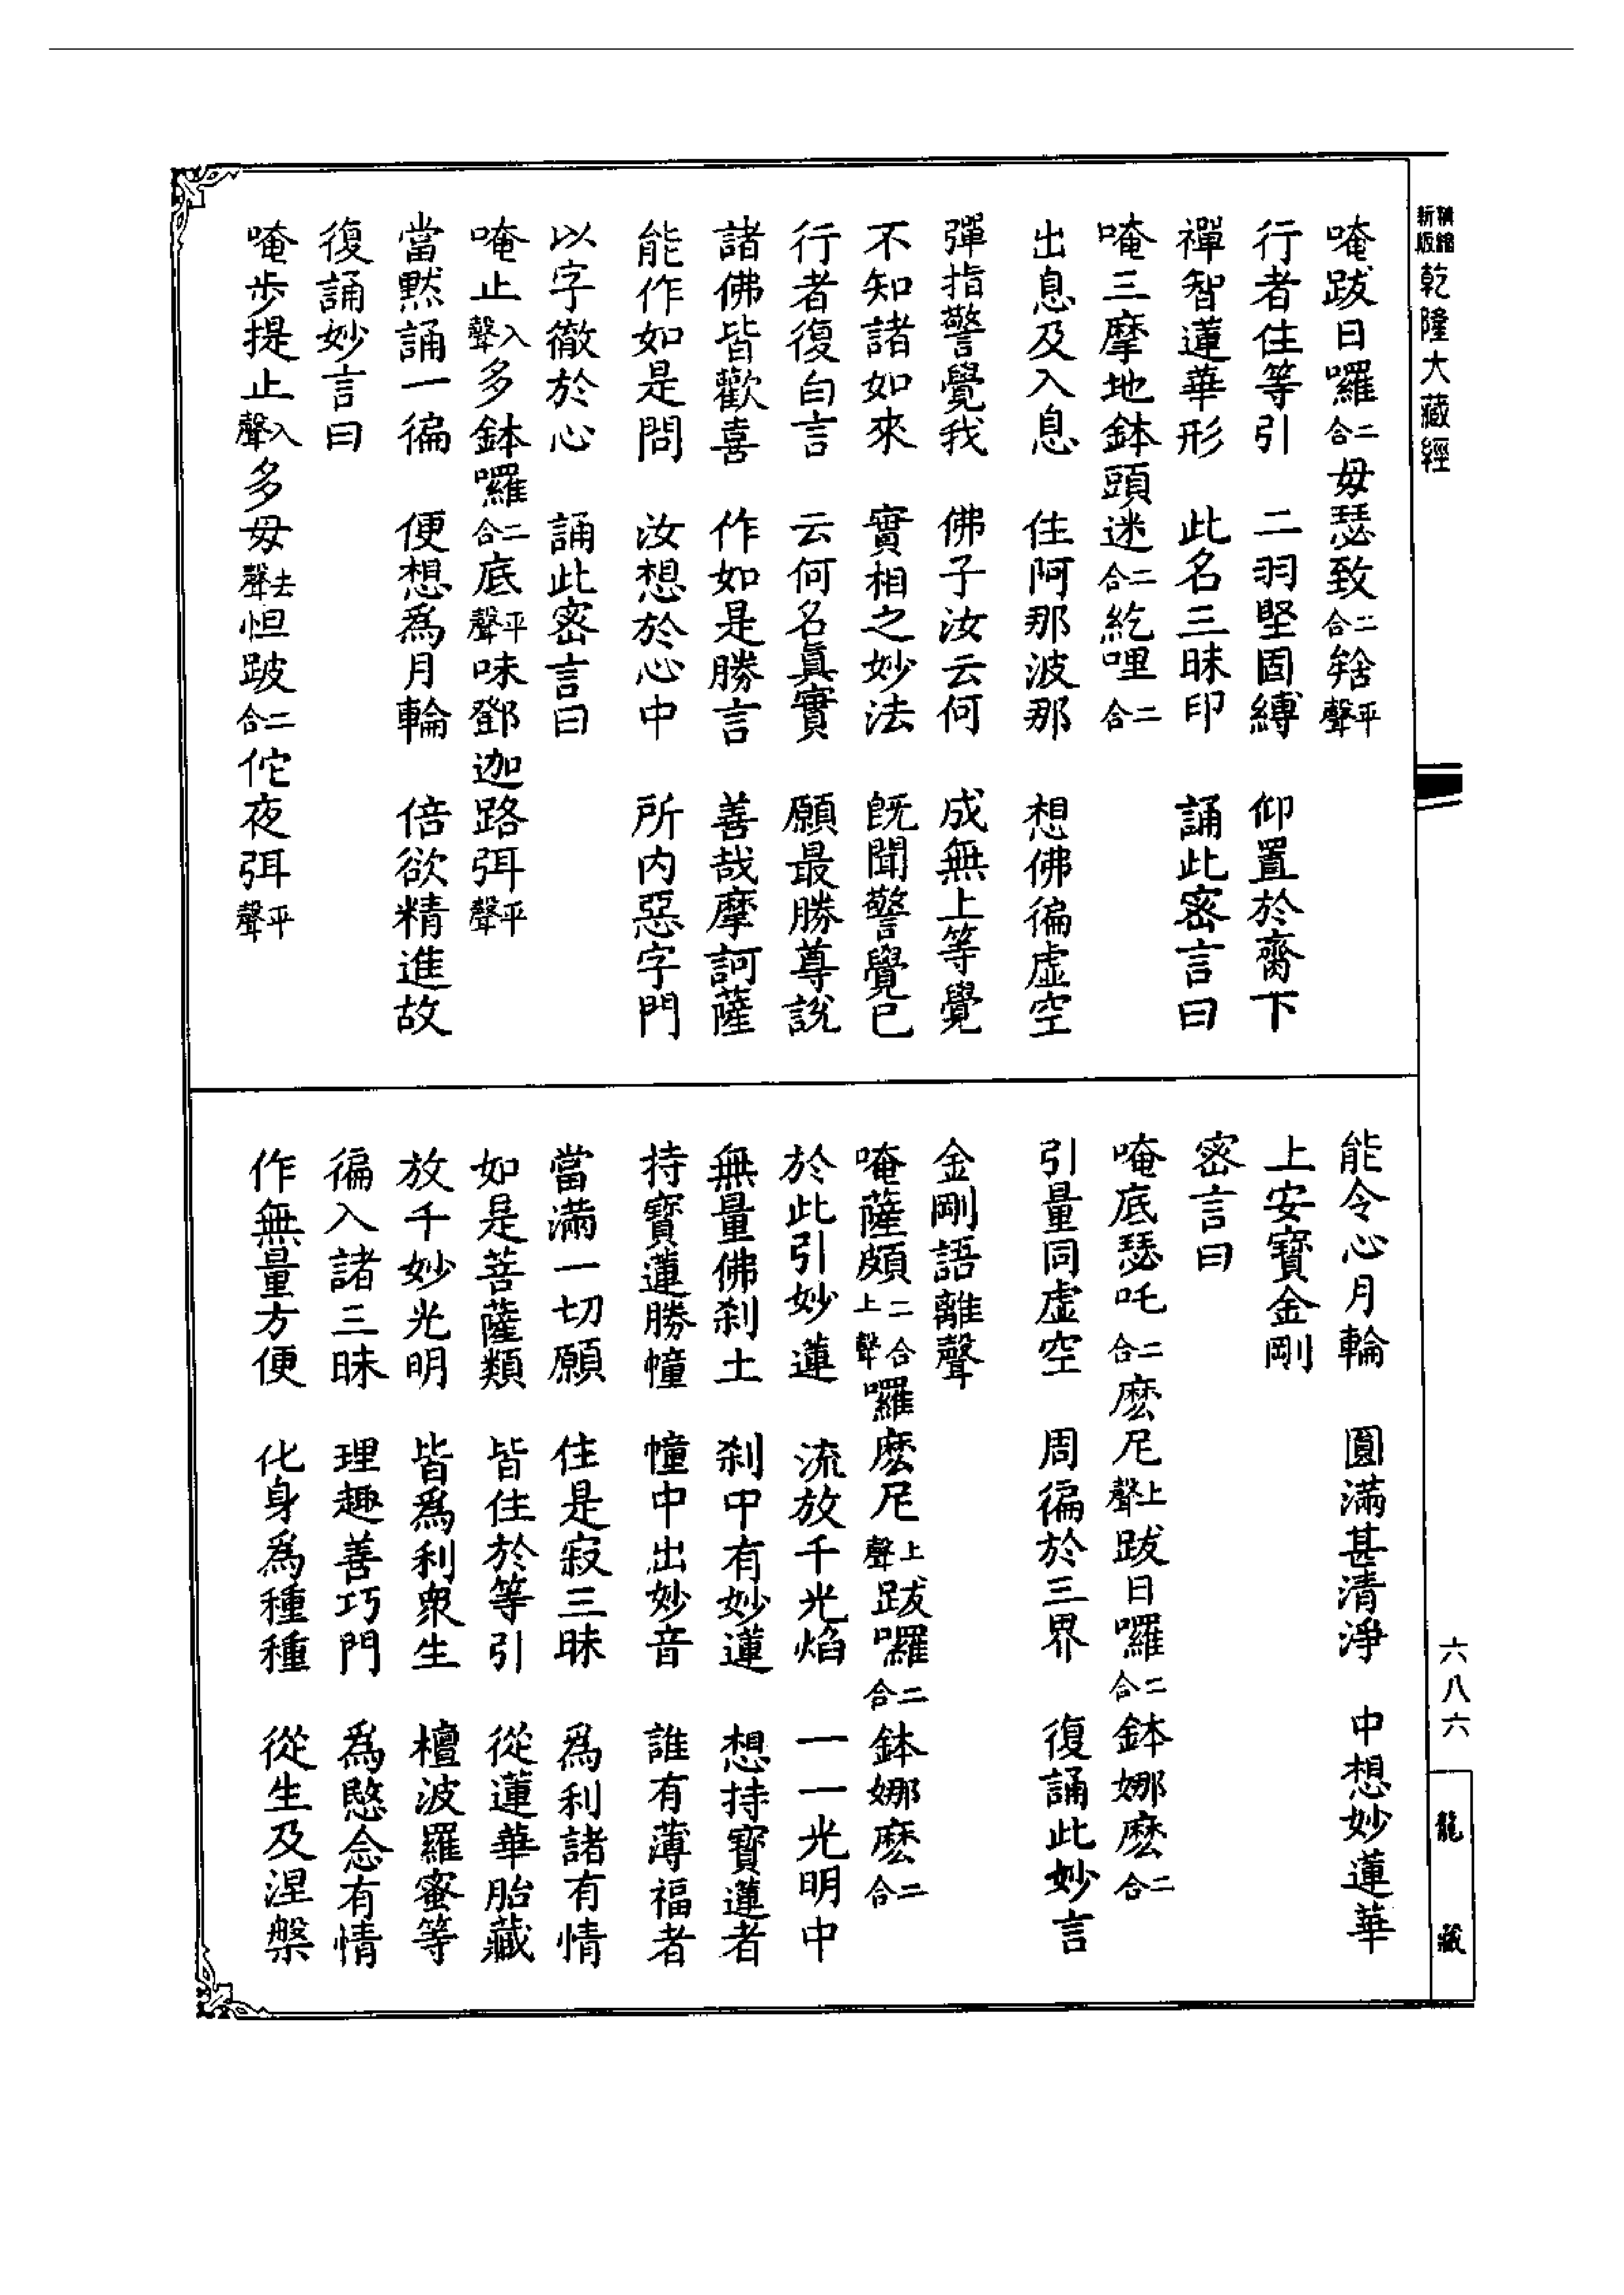 精縮新版乾隆大藏經
唵跋日囉二合毋瑟致二合㖿平聲
行者住等引　二羽堅固縛　仰置於臍下
禪智蓮華形　此名三昧印　誦此密言曰
唵三摩地鉢頭迷二合紇哩二合
出息及入息　住阿那波那　想佛徧虛空
彈指警覺我　佛子汝云何　成無上等覺
不知諸如來　實相之妙法　既聞警覺已
行者復白言　云何名眞實　願最勝尊說
諸佛皆歡喜　作如是勝言　善哉摩訶薩
能作如是問　汝想於心中　所內惡字門
以字徹於心　誦此密言曰
唵止入聲多鉢囉二合底平聲味鄧迦路弭平聲
當默誦一徧　便想爲月輪　倍欲精進故
復誦妙言曰
唵步提止入聲多毋去聲怛跛二合佗夜弭平聲
能令心月輪　圓滿甚清淨　中想妙蓮華
上安寶金剛
密言曰
唵底瑟吒二合麽尼上聲跋日囉二合鉢娜麽二合
引量同虛空　周徧於三界　復誦此妙言
金剛語離聲
唵薩頗二合上聲囉麽尼上聲跋囉二合鉢娜麽二合
於此引妙蓮　流放千光焰　一一光明中
無量佛剎土　剎中有妙蓮　想持寶蓮者
持寶蓮勝幢　幢中出妙音　誰有薄福者
當滿一切願　住是寂三昧　爲利諸有情
如是菩薩類　皆住於等引　從蓮華胎藏
放千妙光明　皆爲利衆生　檀波羅蜜等
徧入諸三昧　理趣善巧門　爲愍念有情
作無量方便　化身爲種種　從生及涅槃
六八六
龍藏